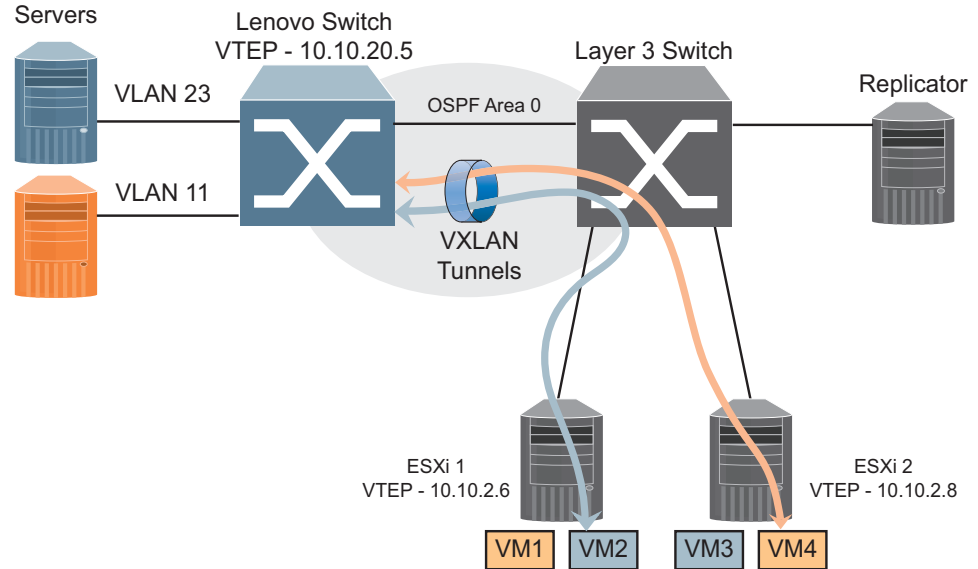 Servers
Lenovo Switch
VTEP - 10.10.20.5
Layer 3 Switch
Replicator
VLAN 23
OSPF Area 0
VLAN 11
VXLAN
Tunnels
ESXi 1
VTEP - 10.10.2.6
ESXi 2
VTEP - 10.10.2.8
VM1
VM2
VM3
VM4